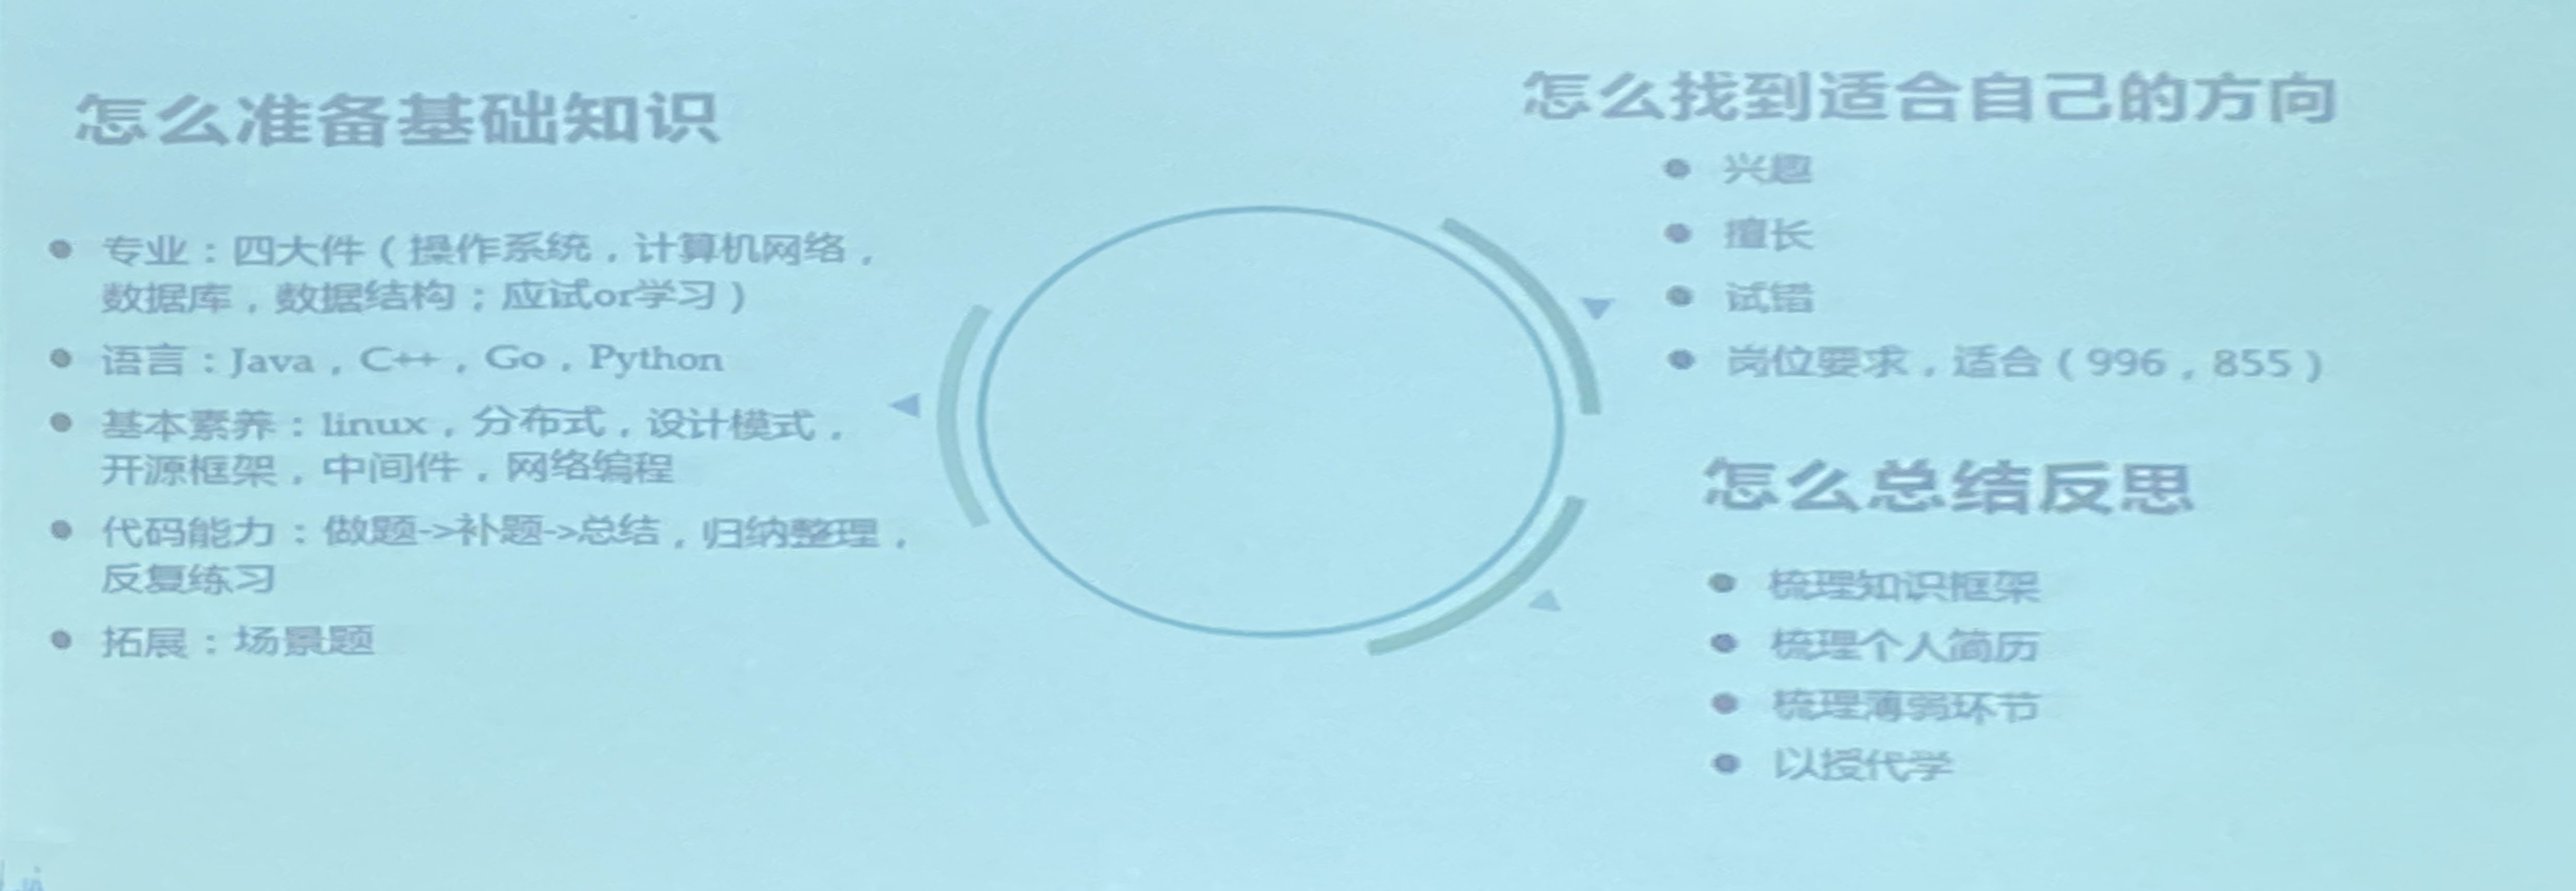 怎么准备基础知识
● 专业：四大件（操作系统，计算机网络，
数据库，数据结构；应试or学习）
● 语言：Java，C++，Go，Python
● 基本素养：linux，分布式，设计模式，
开源框架，中间件，网络编程
● 代码能力：做题->补题->总结，归纳整理，
反复练习
● 拓展：场景题
怎么找到适合自己的方向
● 兴趣
● 擅长
● 试错
● 岗位要求，适合（996，855）
怎么总结反思
● 梳理知识框架
● 梳理个人简历
● 梳理薄弱环节
● 以授代学